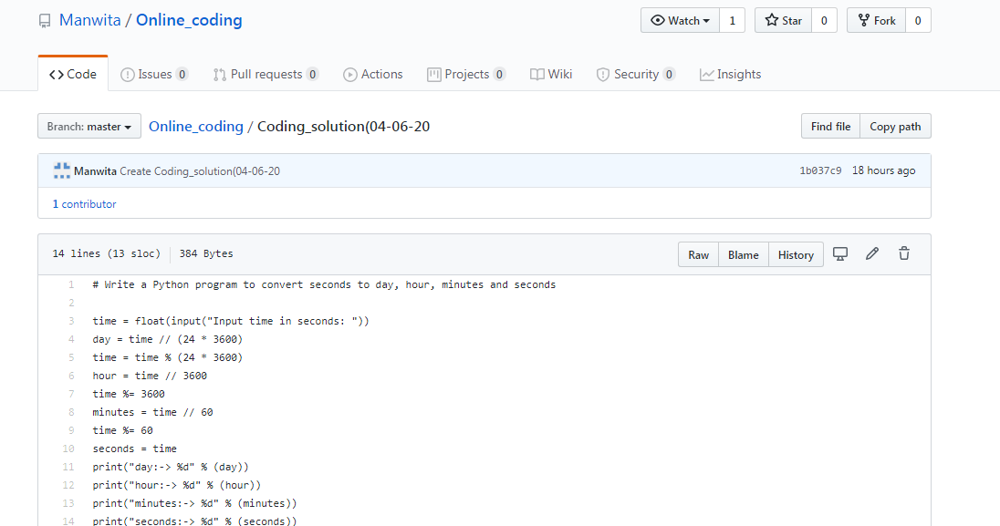 Manwita / Online_coding
Watch 1 Star 0 Fork 0
Code Issues 0 Pull requests 0 Actions Projects 0 Wiki Security 0 Insights
Branch: master Online_coding / Coding_solution(04-06-20 Find file Copy path
Manwita Create Coding_solution(04-06-20 1b037c9 18 hours ago
1 contributor
14 lines (13 sloc) 384 Bytes Raw Blame History
1 # Write a Python program to convert seconds to day, hour, minutes and seconds
2
3 time = float(input("Input time in seconds: "))
4 day = time // (24 * 3600)
5 time = time % (24 * 3600)
6 hour = time // 3600
7 time %= 3600
8 minutes = time // 60
9 time %= 60
10 seconds = time
11 print("day:-> %d" % (day))
12 print("hour:-> %d" % (hour))
13 print("minutes:-> %d" % (minutes))
14 print("seconds:-> %d" % (seconds))